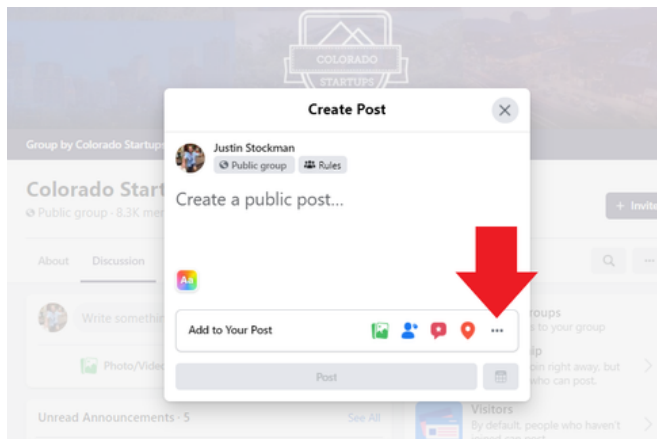 COLORADO
STARTUPS
Create Post
Group by Colorado Startups
Justin Stockman
Public group
Rules
Colorado Start
Public group · 8.3K mem
Create a public post...
+ Invite
About
Discussion
Aa
Write somethin
Add to Your Post
roups
s to your group
ip
oin right away, but
who can post.
Photo/Video
Post
Unread Announcements · 5
See All
Visitors
By default, people who haven't